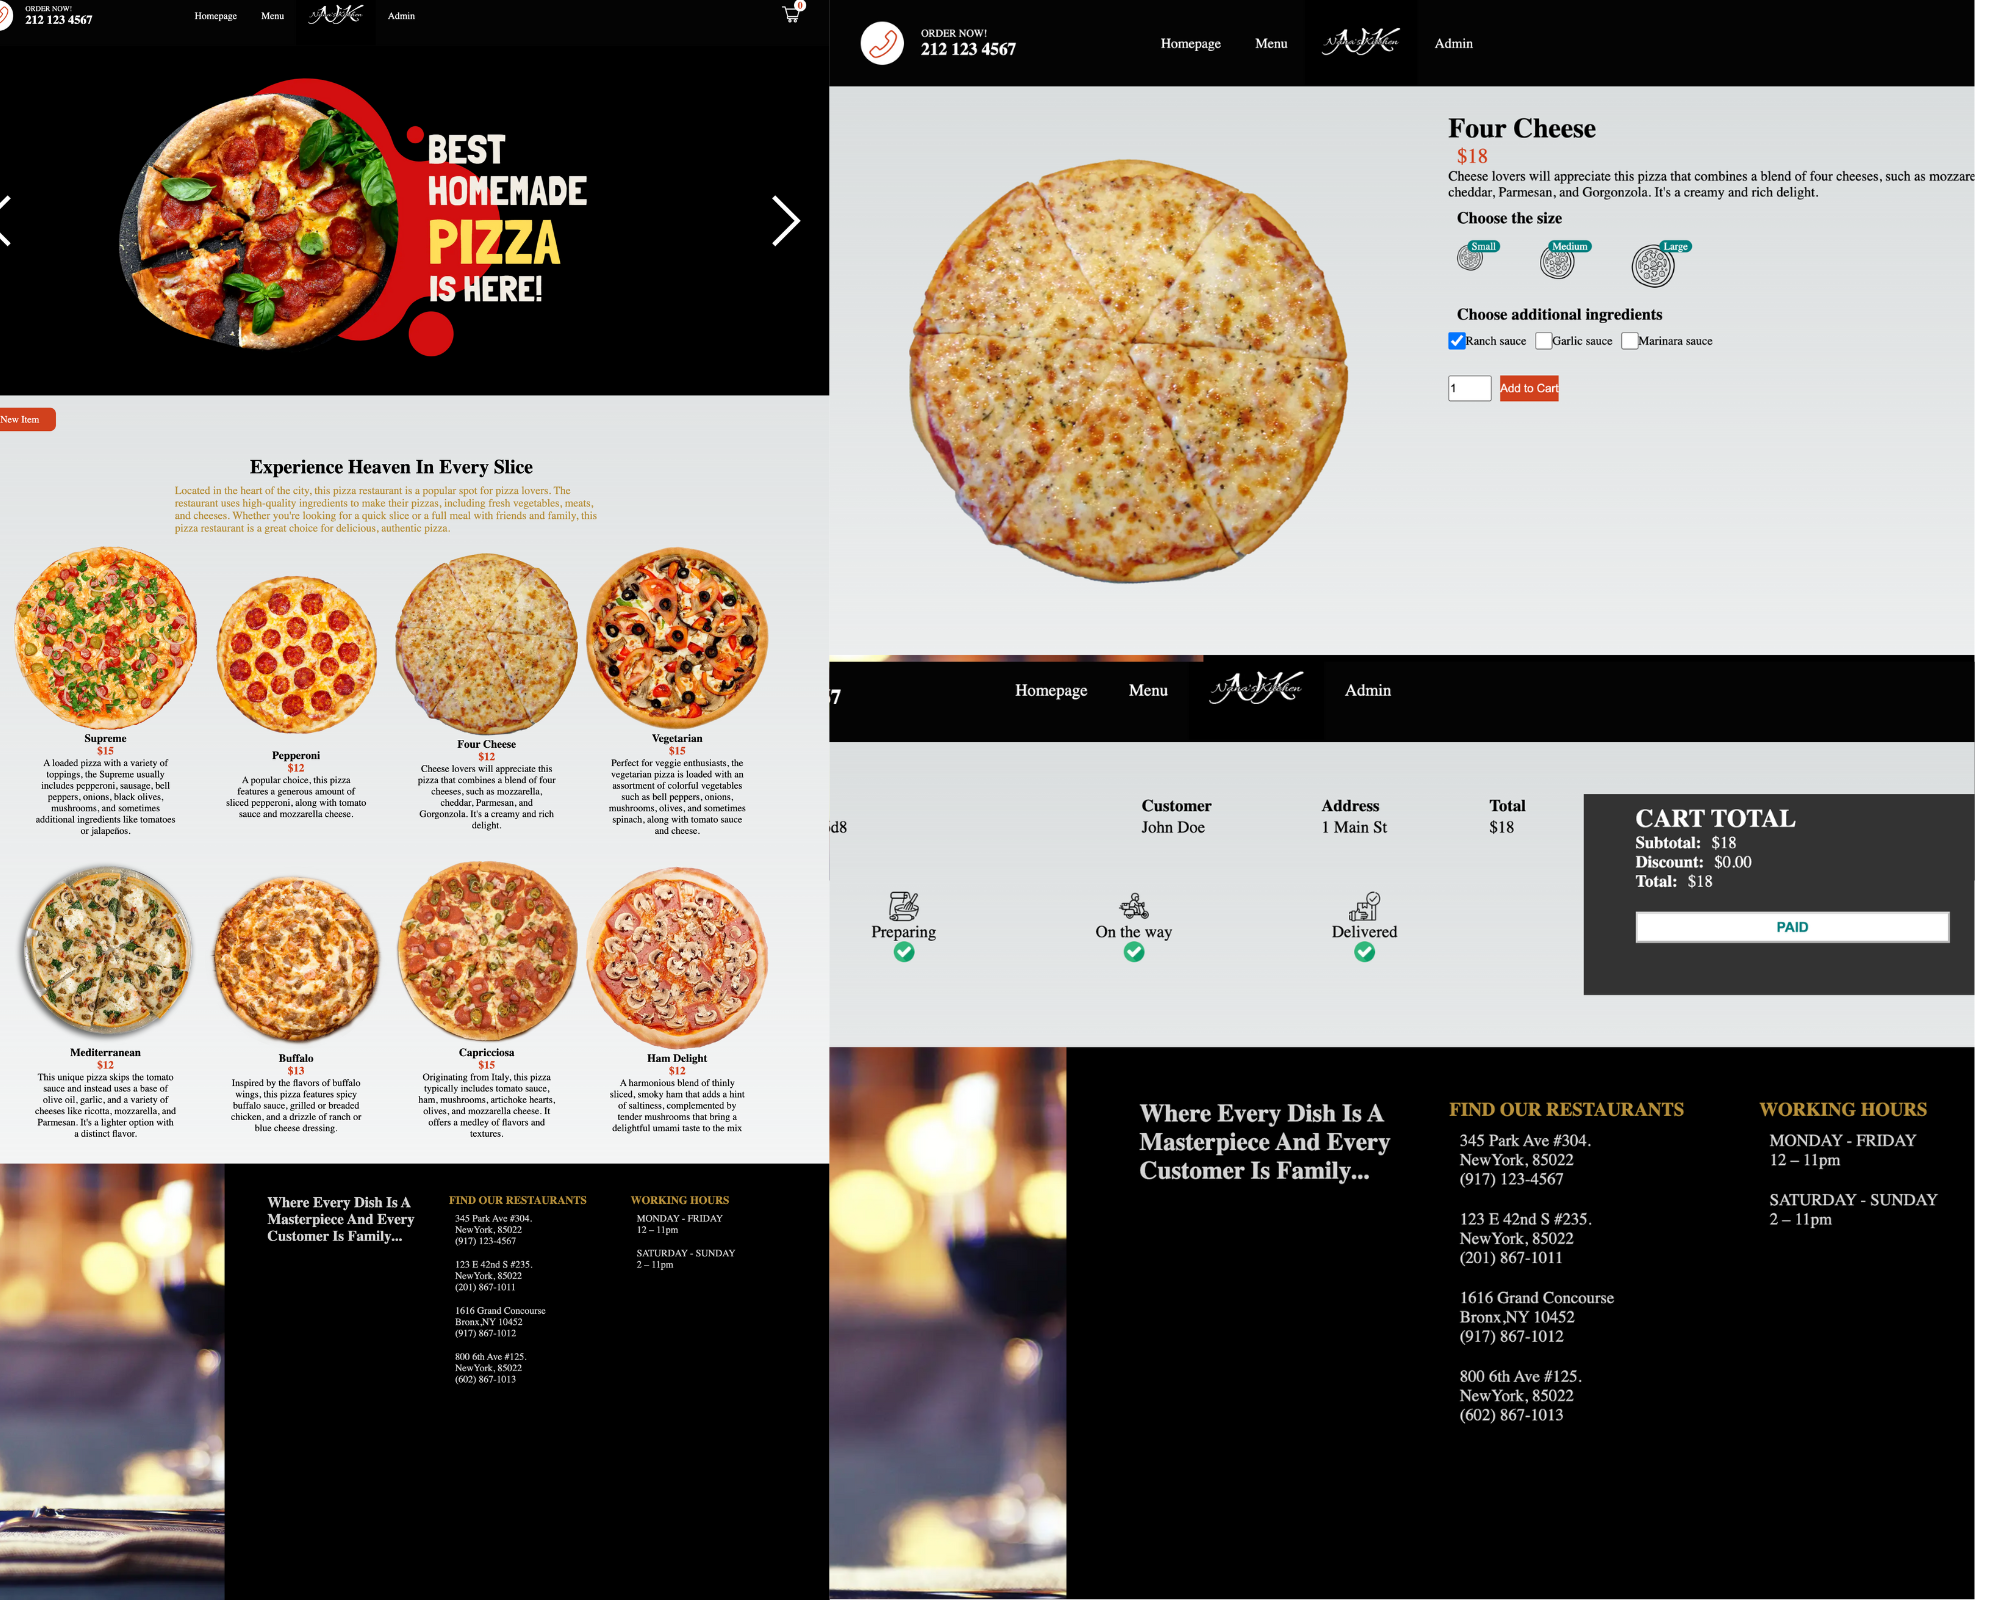 ORDER NOW!
212 123 4567
Homepage
Menu
Nana's Kitchen
NK
Admin
0
BEST
HOMEMADE
PIZZA
IS HERE!
New Item
Experience Heaven In Every Slice
Located in the heart of the city, this pizza restaurant is a popular spot for pizza lovers. The
restaurant uses high-quality ingredients to make their pizzas, including fresh vegetables, meats,
and cheeses. Whether you're looking for a quick slice or a full meal with friends and family, this
pizza restaurant is a great choice for delicious, authentic pizza.
Supreme
$15
A loaded pizza with a variety of
toppings, the Supreme usually
includes pepperoni, sausage, bell
peppers, onions, black olives,
mushrooms, and sometimes
additional ingredients like tomatoes
or jalapeños.
Pepperoni
$12
A popular choice, this pizza
features a generous amount of
sliced pepperoni, along with tomato
sauce and mozzarella cheese.
Four Cheese
$12
Cheese lovers will appreciate this
pizza that combines a blend of four
cheeses, such as mozzarella,
cheddar, Parmesan, and
Gorgonzola. It's a creamy and rich
delight.
Vegetarian
$15
Perfect for veggie enthusiasts, the
vegetarian pizza is loaded with an
assortment of colorful vegetables
such as bell peppers, onions,
mushrooms, olives, and sometimes
spinach, along with tomato sauce
and cheese.
Mediterranean
$12
This unique pizza skips the tomato
sauce and instead uses a base of
olive oil, garlic, and a variety of
cheeses like ricotta, mozzarella, and
Parmesan. It's a lighter option with
a distinct flavor.
Buffalo
$13
Inspired by the flavors of buffalo
wings, this pizza features spicy
buffalo sauce, grilled or breaded
chicken, and a drizzle of ranch or
blue cheese dressing.
Capricciosa
$15
Originating from Italy, this pizza
typically includes tomato sauce,
ham, mushrooms, artichoke hearts,
olives, and mozzarella cheese. It
offers a medley of flavors and
textures.
Ham Delight
$12
A harmonious blend of thinly
sliced, smoky ham that adds a hint
of saltiness, complemented by
tender mushrooms that bring a
delightful umami taste to the mix
Where Every Dish Is A
Masterpiece And Every
Customer Is Family...
FIND OUR RESTAURANTS
345 Park Ave #304.
NewYork, 85022
(917) 123-4567
123 E 42nd S #235.
NewYork, 85022
(201) 867-1011
1616 Grand Concourse
Bronx,NY 10452
(917) 867-1012
800 6th Ave #125.
NewYork, 85022
(602) 867-1013
WORKING HOURS
MONDAY - FRIDAY
12 – 11pm
SATURDAY - SUNDAY
2 – 11pm
ORDER NOW!
212 123 4567
Homepage
Menu
Nana's Kitchen
NK
Admin
Four Cheese
$18
Cheese lovers will appreciate this pizza that combines a blend of four cheeses, such as mozzare
cheddar, Parmesan, and Gorgonzola. It's a creamy and rich delight.
Choose the size
Small
Medium
Large
Choose additional ingredients
Ranch sauce Garlic sauce Marinara sauce
1
Add to Cart
67
Homepage
Menu
Nana's Kitchen
NK
Admin
Customer Address Total
6d8 John Doe 1 Main St $18
Preparing
On the way
Delivered
CART TOTAL
Subtotal: $18
Discount: $0.00
Total: $18
PAID
Where Every Dish Is A
Masterpiece And Every
Customer Is Family...
FIND OUR RESTAURANTS
345 Park Ave #304.
NewYork, 85022
(917) 123-4567
123 E 42nd S #235.
NewYork, 85022
(201) 867-1011
1616 Grand Concourse
Bronx,NY 10452
(917) 867-1012
800 6th Ave #125.
NewYork, 85022
(602) 867-1013
WORKING HOURS
MONDAY - FRIDAY
12 – 11pm
SATURDAY - SUNDAY
2 – 11pm